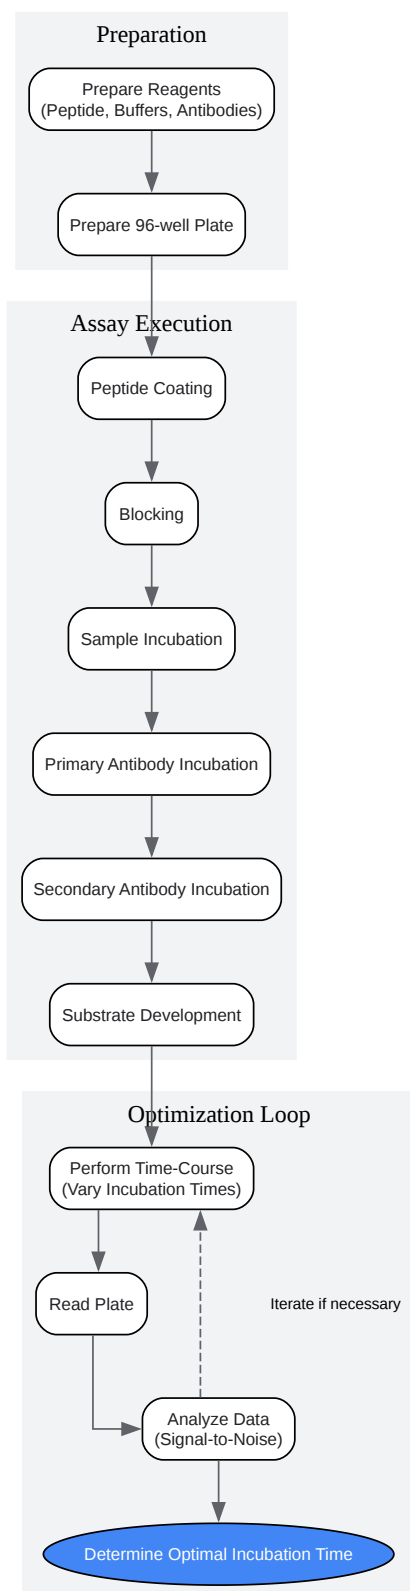 Preparation
Prepare Reagents
(Peptide, Buffers, Antibodies)
Prepare 96-well Plate
Assay Execution
Peptide Coating
Blocking
Sample Incubation
Primary Antibody Incubation
Secondary Antibody Incubation
Substrate Development
Optimization Loop
Perform Time-Course
(Vary Incubation Times)
Read Plate
Iterate if necessary
Analyze Data
(Signal-to-Noise)
Determine Optimal Incubation Time